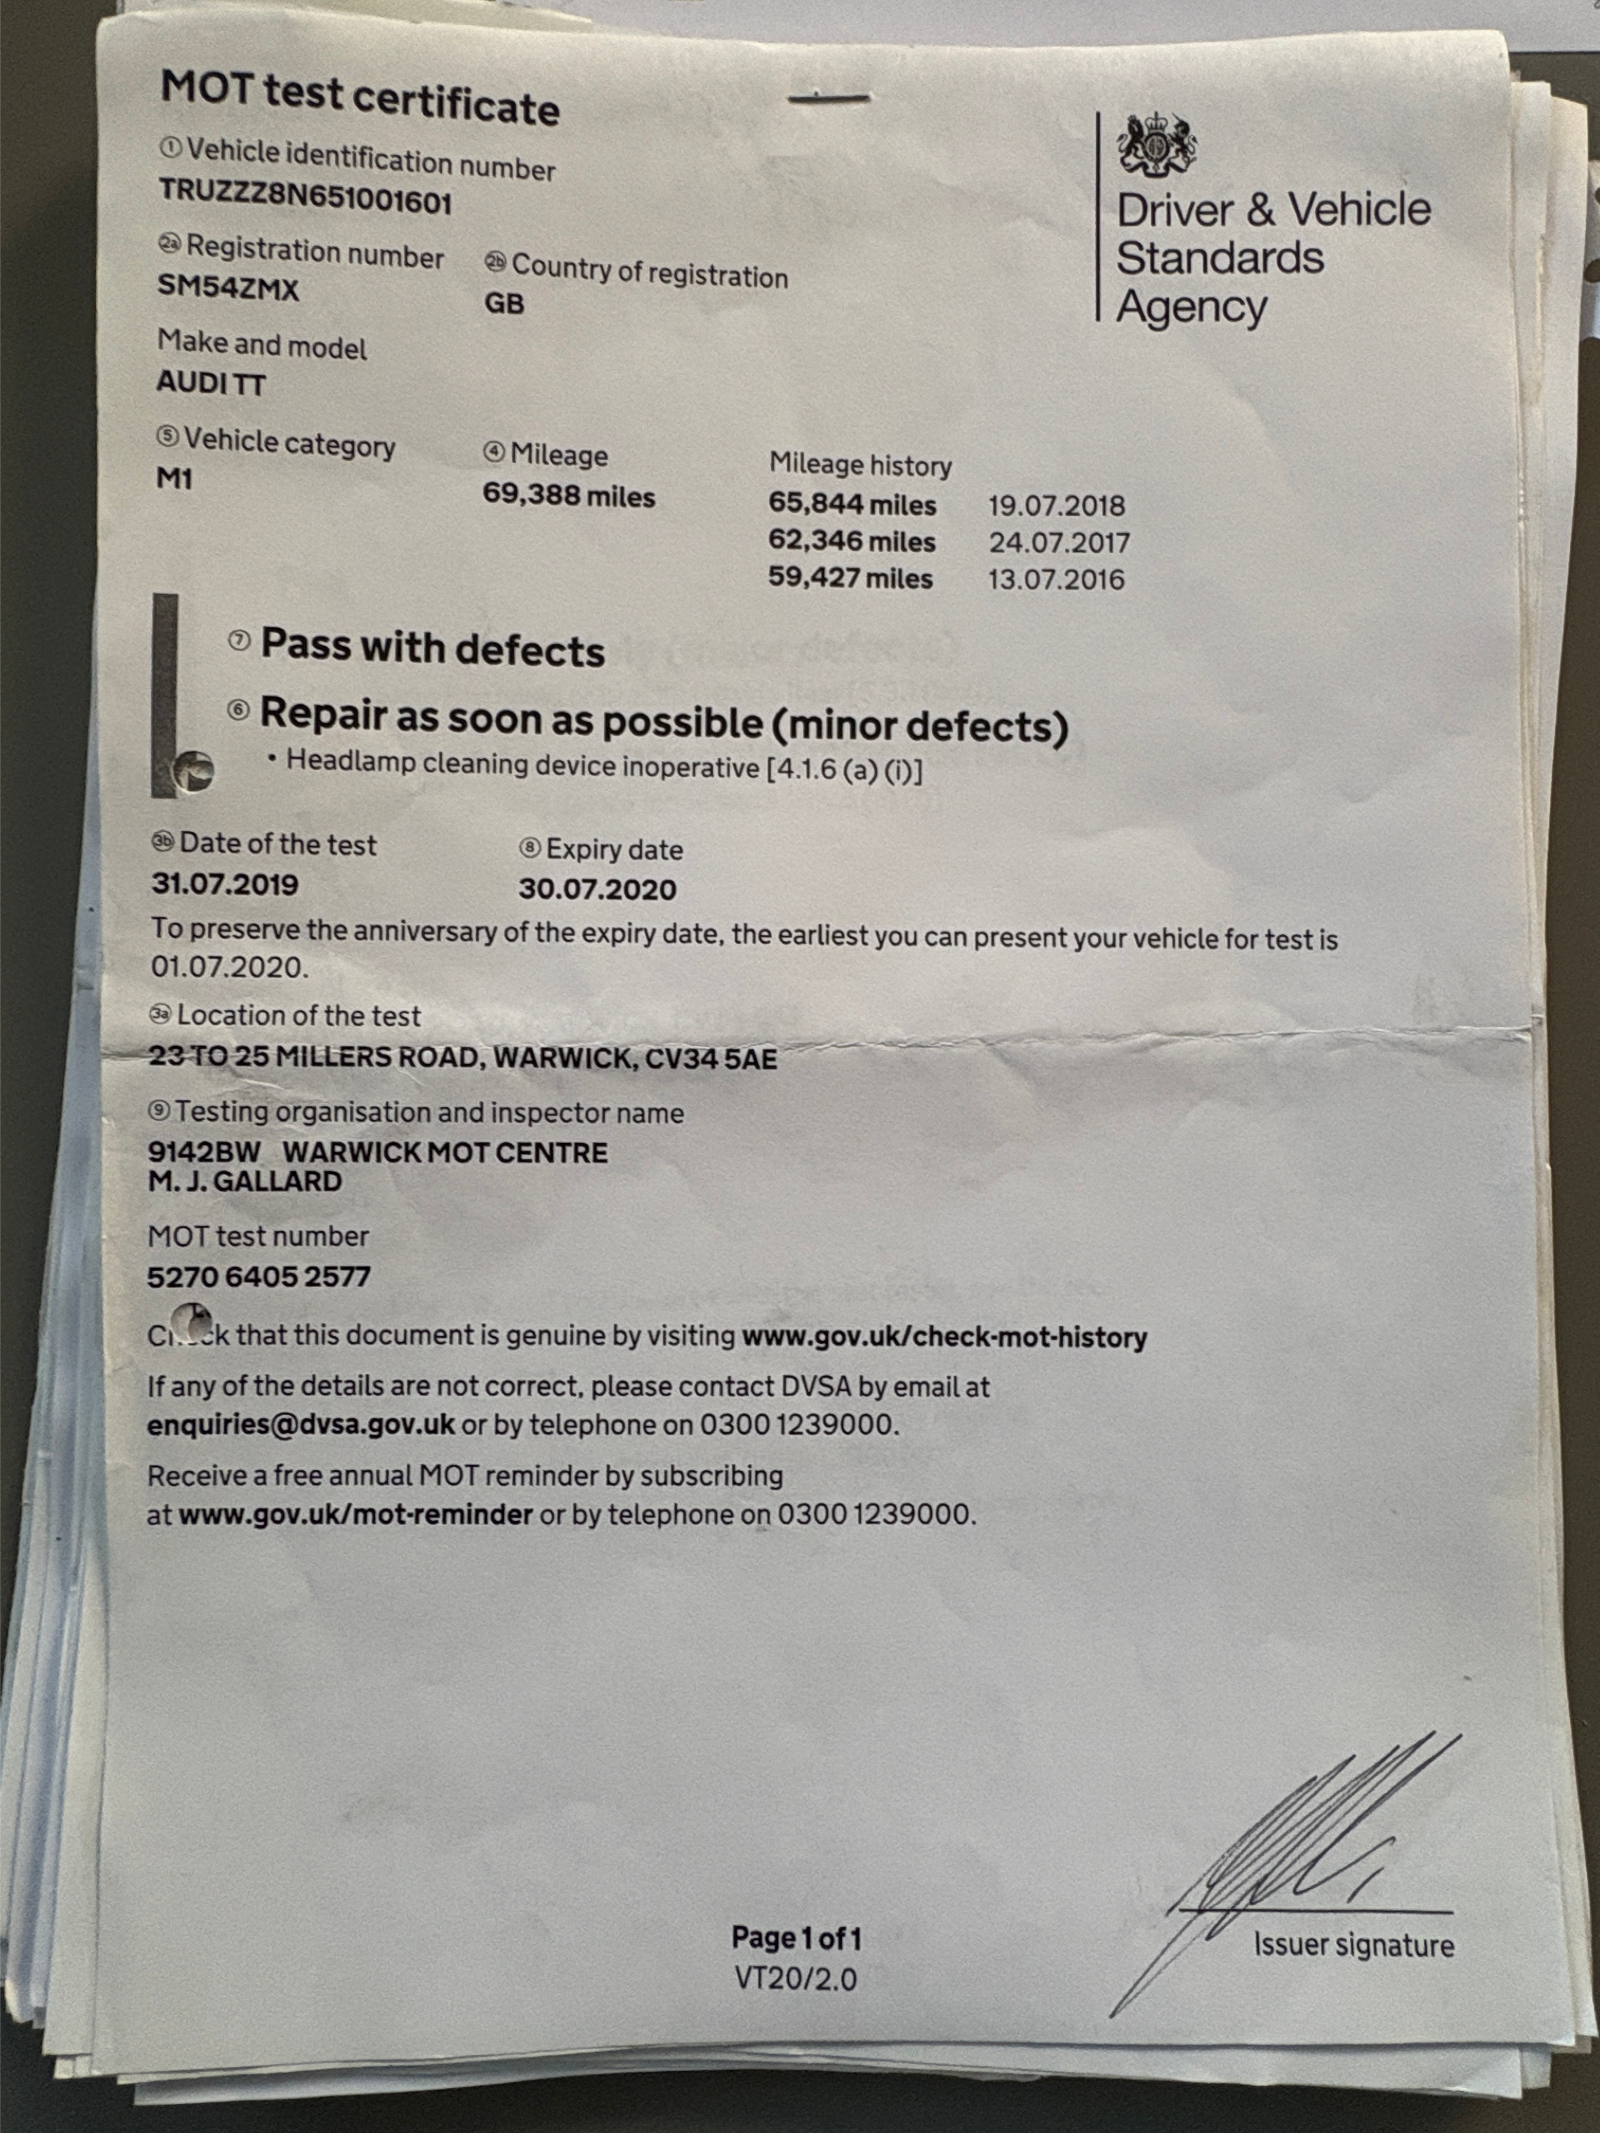 MOT test certificate
① Vehicle identification number
TRUZZZ8N651001601
2a Registration number
SM54ZMX
2b Country of registration
GB
Make and model
AUDI TT
⑤ Vehicle category
M1
④ Mileage
69,388 miles
Mileage history
65,844 miles 19.07.2018
62,346 miles 24.07.2017
59,427 miles 13.07.2016
Driver & Vehicle
Standards
Agency
⑦ Pass with defects
⑥ Repair as soon as possible (minor defects)
• Headlamp cleaning device inoperative [4.1.6 (a) (i)]
3b Date of the test
31.07.2019
⑧ Expiry date
30.07.2020
To preserve the anniversary of the expiry date, the earliest you can present your vehicle for test is
01.07.2020.
3a Location of the test
23 TO 25 MILLERS ROAD, WARWICK, CV34 5AE
⑨ Testing organisation and inspector name
9142BW WARWICK MOT CENTRE
M. J. GALLARD
MOT test number
5270 6405 2577
Check that this document is genuine by visiting www.gov.uk/check-mot-history
If any of the details are not correct, please contact DVSA by email at
enquiries@dvsa.gov.uk or by telephone on 0300 1239000.
Receive a free annual MOT reminder by subscribing
at www.gov.uk/mot-reminder or by telephone on 0300 1239000.
Issuer signature
Page 1 of 1
VT20/2.0